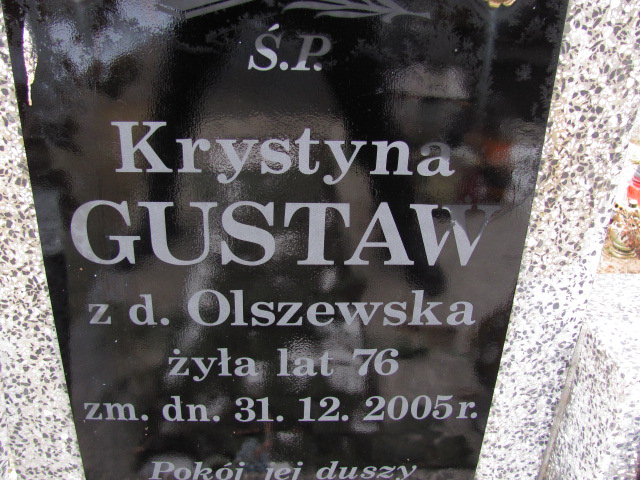 Ś.P.
Krystyna
GUSTAW
z d. Olszewska
żyła lat 76
zm. dn. 31. 12. 2005r.
Pokój jej duszy